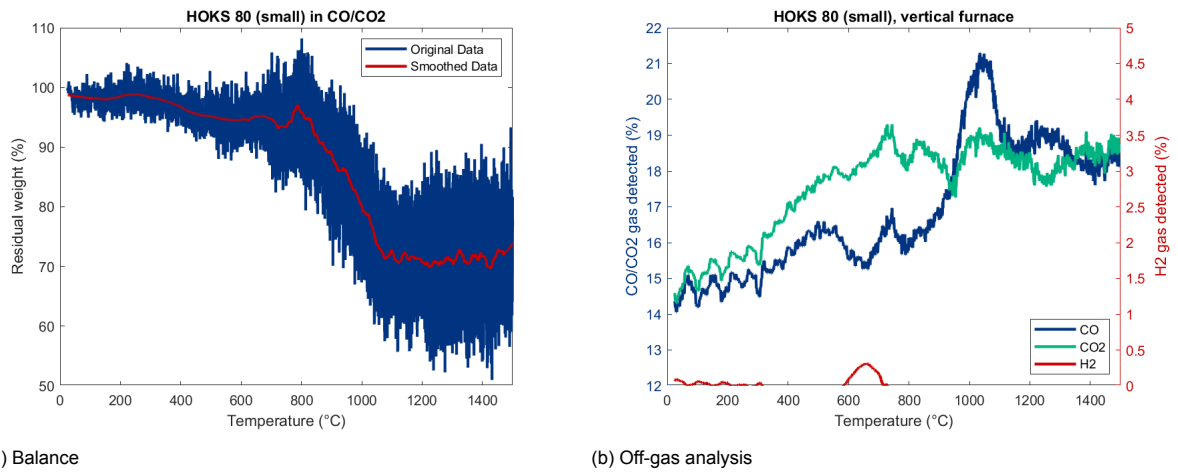 HOKS 80 (small) in CO/CO2
110
100
90
80
70
60
50
Residual weight (%)
Original Data
Smoothed Data
0 200 400 600 800 1000 1200 1400
Temperature (°C)
) Balance
HOKS 80 (small), vertical furnace
22
21
20
19
18
17
16
15
14
13
12
CO/CO2 gas detected (%)
5
4.5
4
3.5
3
2.5
2
1.5
1
0.5
0
H2 gas detected (%)
CO
CO2
H2
0 200 400 600 800 1000 1200 1400
Temperature (°C)
(b) Off-gas analysis